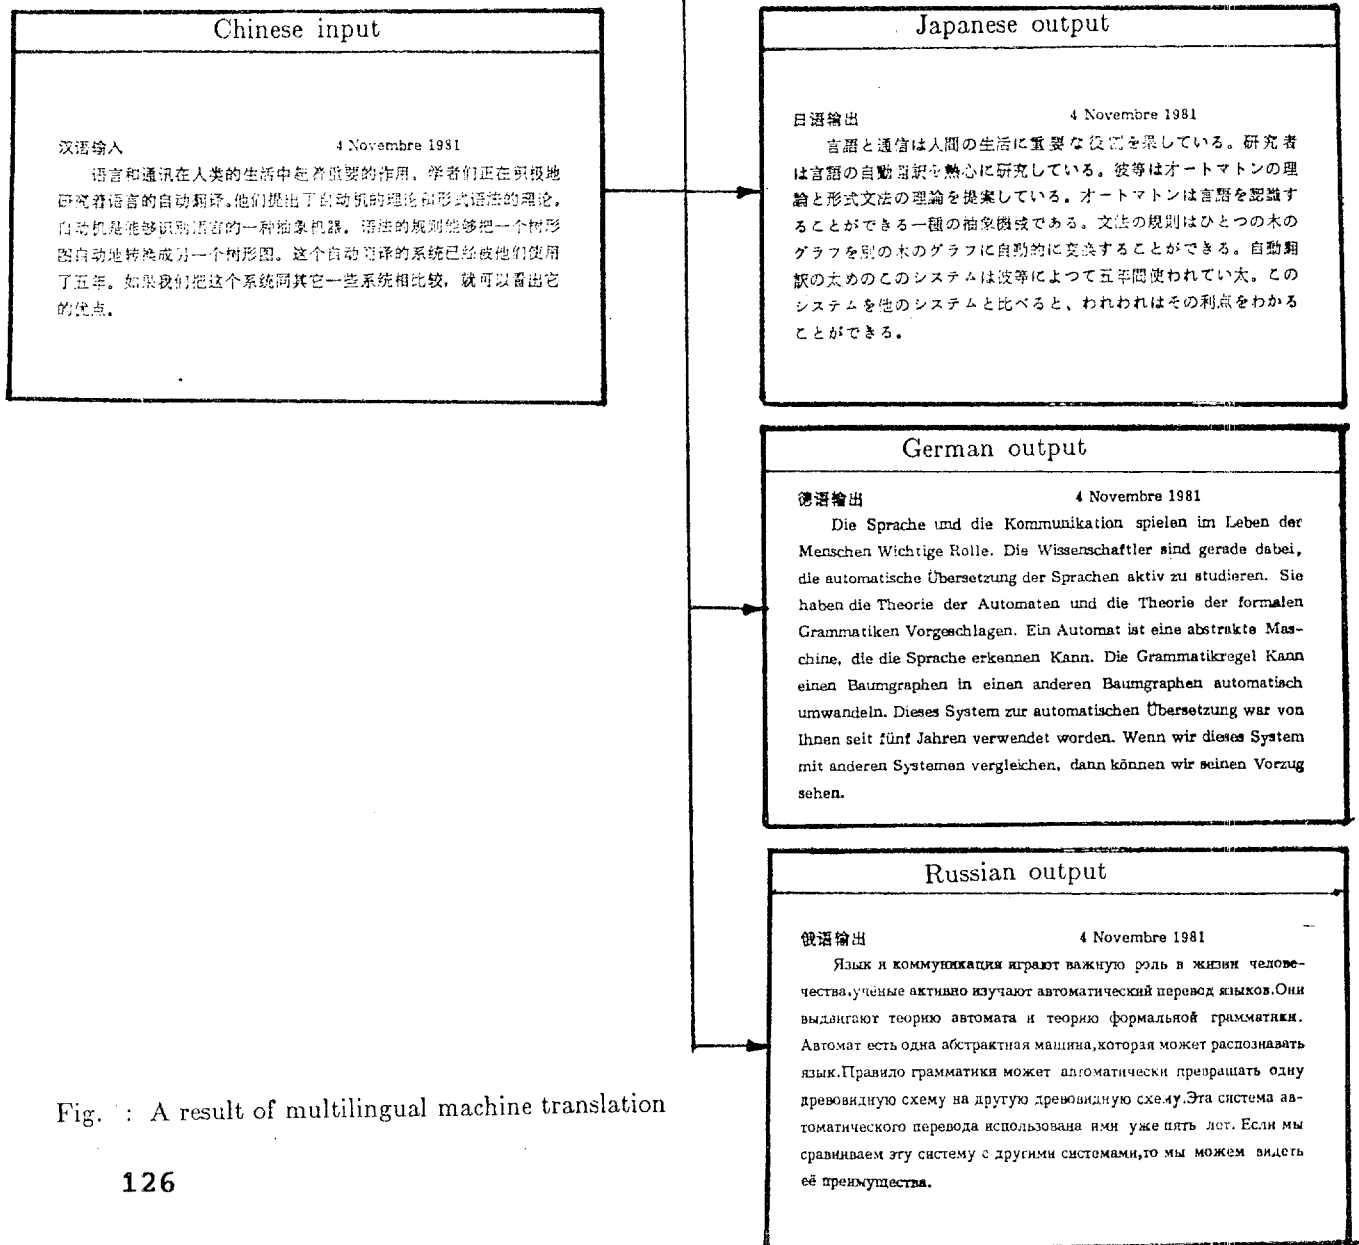 Chinese input
汉语输入 4 Novembre 1981
语言和通讯在人类的生活中起着重要的作用，学者们正在积极地
研究着语言的自动翻译。他们提出了自动机的理论和形式语法的理论。
自动机是能够识别语言的一种抽象机器。语法的规则能够把一个树形
图自动地转换成另一个树形图。这个自动翻译的系统已经被他们使用
了五年。如果我们把这个系统同其它一些系统相比较，就可以看出它
的优点。
Japanese output
日语输出 4 Novembre 1981
言語と通信は人間の生活に重要な役割を果している。研究者
は言語の自動翻訳を熱心に研究している。彼等はオートマトンの理
論と形式文法の理論を提案している。オートマトンは言語を認識す
ることができる一種の抽象機械である。文法の規則はひとつの木の
グラフを別の木のグラフに自動的に変換することができる。自動翻
訳の太めのこのシステムは彼等によつて五年間使われてい太。この
システムを他のシステムと比べると、われわれはその利点をわかる
ことができる。
German output
德语输出 4 Novembre 1981
Die Sprache und die Kommunikation spielen im Leben der
Menschen Wichtige Rolle. Die Wissenschaftler sind gerade dabei,
die automatische Übersetzung der Sprachen aktiv zu studieren. Sie
haben die Theorie der Automaten und die Theorie der formalen
Grammatiken Vorgeschlagen. Ein Automat ist eine abstrakte Mas-
chine, die die Sprache erkennen Kann. Die Grammatikregel Kann
einen Baumgraphen in einen anderen Baumgraphen automatisch
umwandeln. Dieses System zur automatischen Übersetzung war von
Ihnen seit fünf Jahren verwendet worden. Wenn wir dieses System
mit anderen Systemen vergleichen, dann können wir seinen Vorzug
sehen.
Russian output
俄语输出 4 Novembre 1981
Язык и коммуникация играют важную роль в жизни челове-
чества,учёные активно изучают автоматический перевод языков.Они
выдвигают теорию автомата и теорию формальной грамматики.
Автомат есть одна абстрактная машина,которая может распознавать
язык.Правило грамматики может автоматически превращать одну
древовидную схему на другую древовидную схему.Эта система ав-
томатического перевода использована ими уже пять лет. Если мы
сравниваем эту систему с другими системами,то мы можем видеть
её преимущества.
Fig. : A result of multilingual machine translation
126